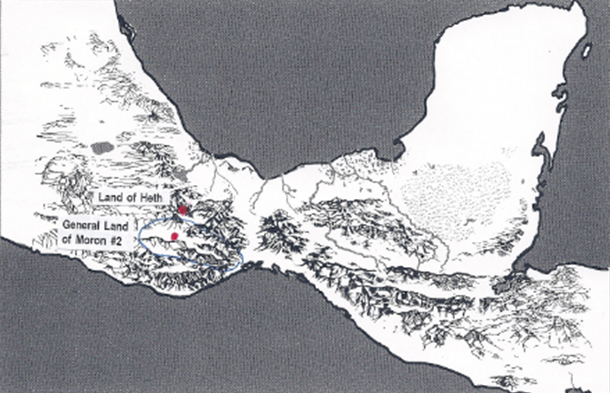 Land of Heth
General Land
of Moron #2